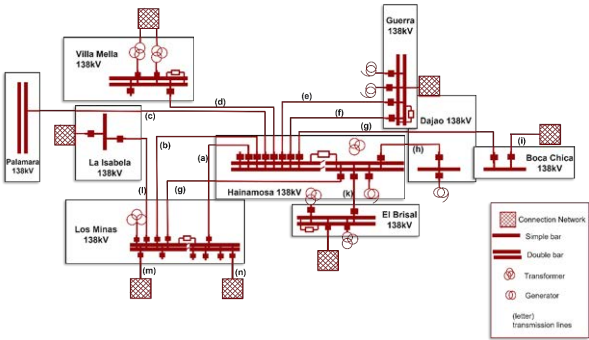 Villa Mella
138kV
Guerra
138kV
(d)
(e)
(c)
(f)
Dajao 138kV
(b)
(g)
(i)
(a)
(h)
La Isabola
138kV
Palamara
138kV
Boca Chica
138kV
(l)
(g)
Hainamosa 138kV
(k)
El Brisal
138kV
Los Minas
138kV
(m)
(n)
Connection Network
Simple bar
Double bar
Transformer
Generator
(letter)
transmission lines